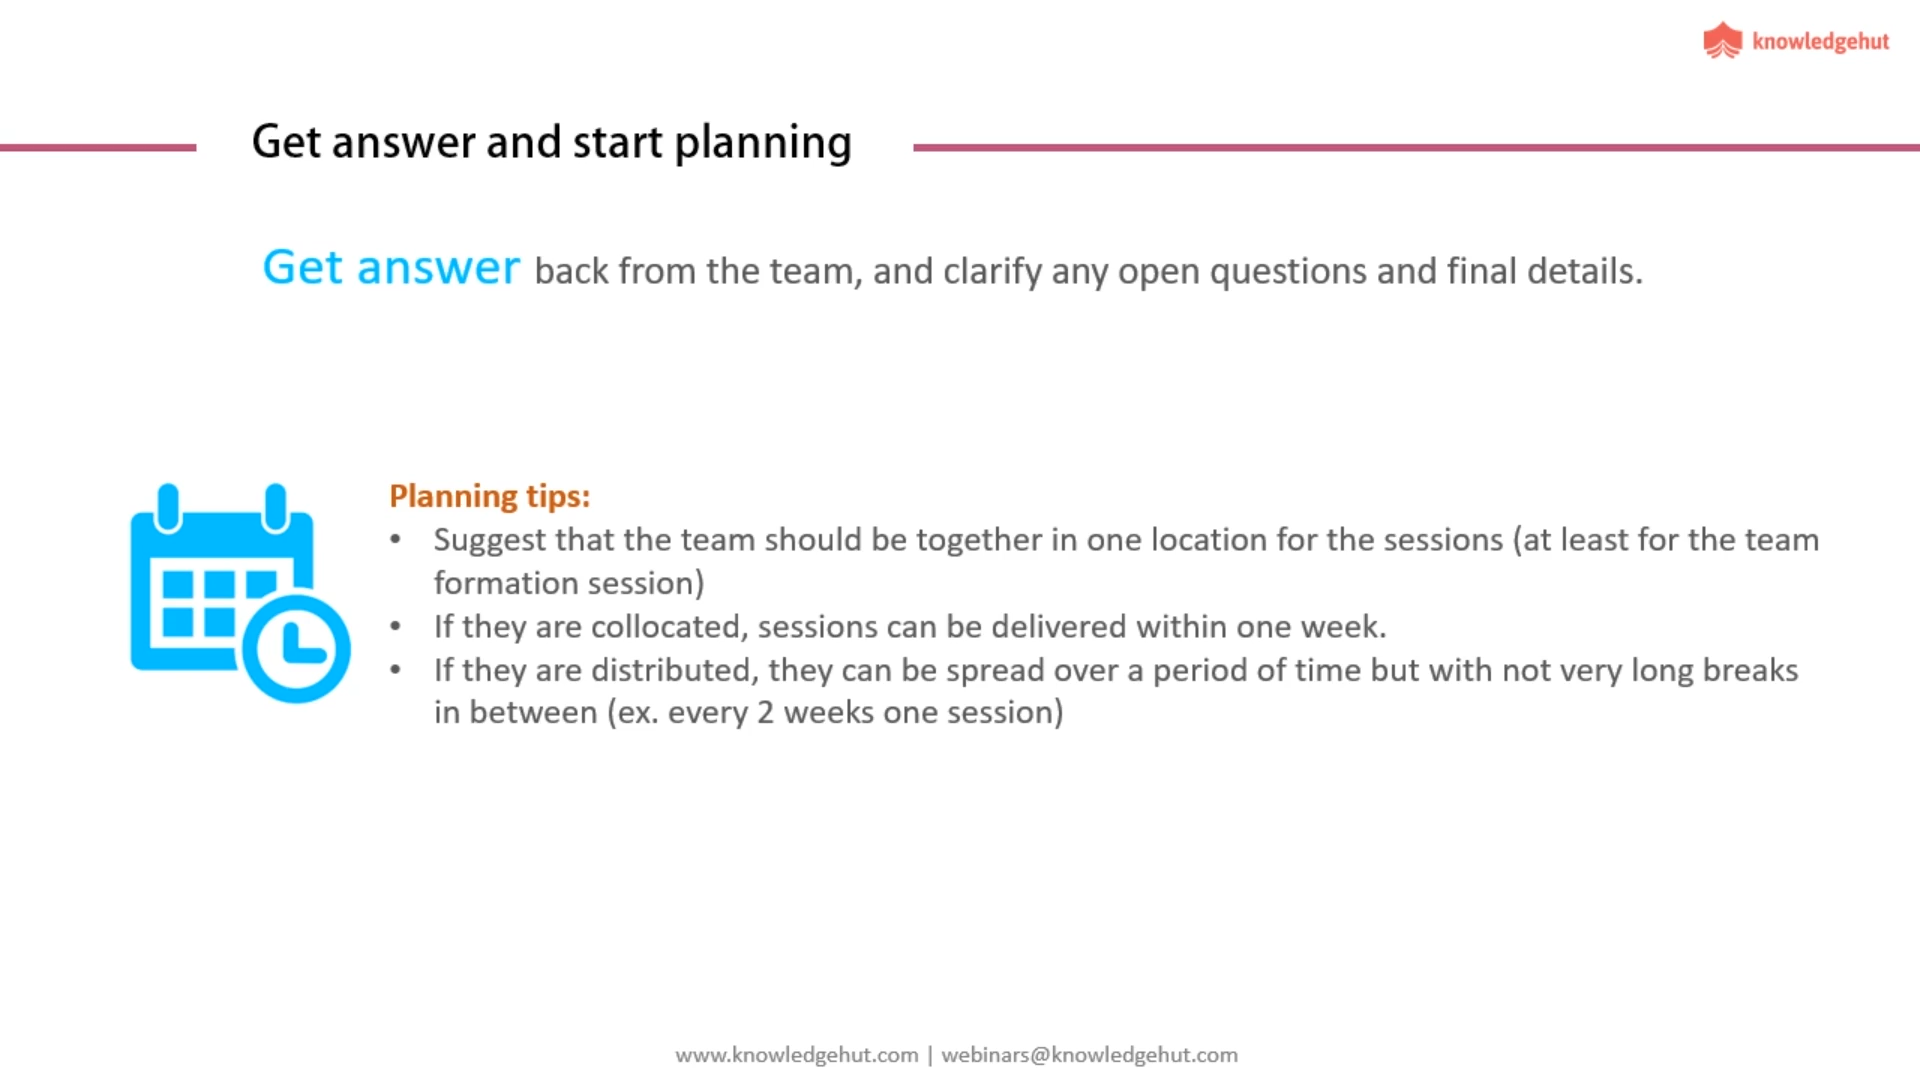 knowledgehut
Get answer and start planning
Get answer back from the team, and clarify any open questions and final details.
Planning tips:
• Suggest that the team should be together in one location for the sessions (at least for the team
formation session)
• If they are collocated, sessions can be delivered within one week.
• If they are distributed, they can be spread over a period of time but with not very long breaks
in between (ex. every 2 weeks one session)
www.knowledgehut.com | webinars@knowledgehut.com